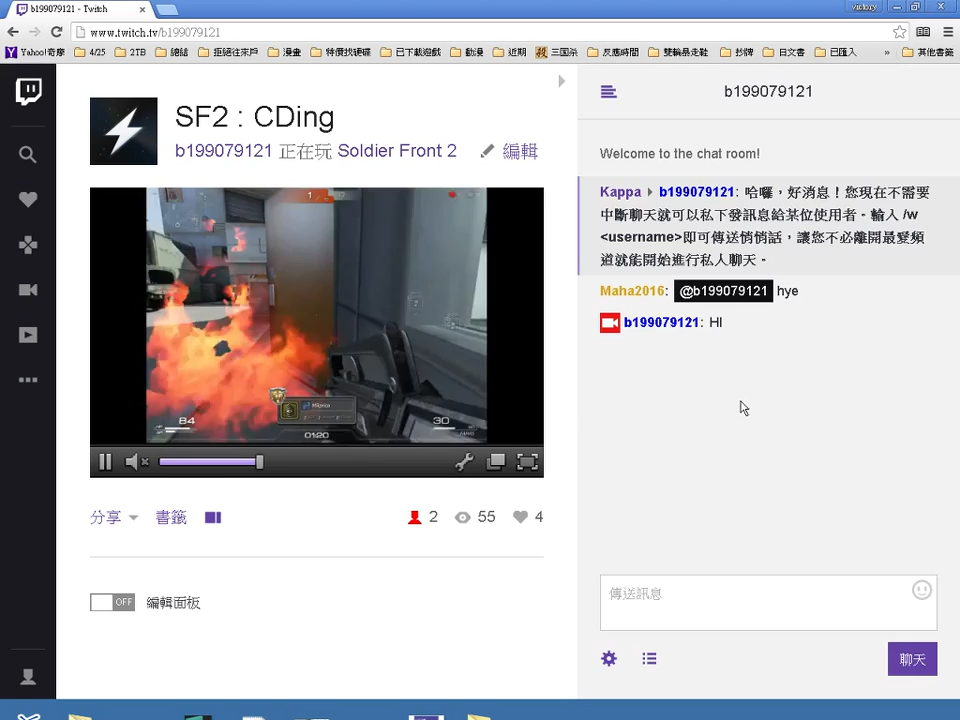 b199079121 - Twitch
victory
www.twitch.tv/b199079121
Yahoo!奇摩 4/25 2TB 總結 拒絕往來戶 漫畫 特價找硬碟 已下載遊戲 動漫 近期 三国杀 反應時間 雙輪暴走鞋 抄牌 日文書 已匯入 » 其他書籤
SF2 : CDing
b199079121 正在玩 Soldier Front 2 編輯
84
01:20
30
分享 書籤 2 55 4
OFF 編輯面板
b199079121
Welcome to the chat room!
Kappa b199079121: 哈囉，好消息！您現在不需要
中斷聊天就可以私下發訊息給某位使用者。輸入 /w
<username>即可傳送悄悄話，讓您不必離開最愛頻
道就能開始進行私人聊天。
Maha2016: @b199079121 hye
b199079121: HI
傳送訊息
聊天